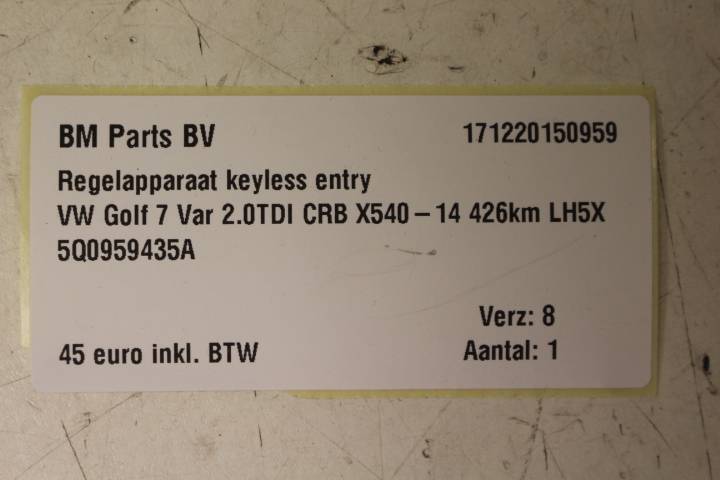 BM Parts BV 171220150959
Regelapparaat keyless entry
VW Golf 7 Var 2.0TDI CRB X540 – 14 426km LH5X
5Q0959435A
Verz: 8
45 euro inkl. BTW Aantal: 1